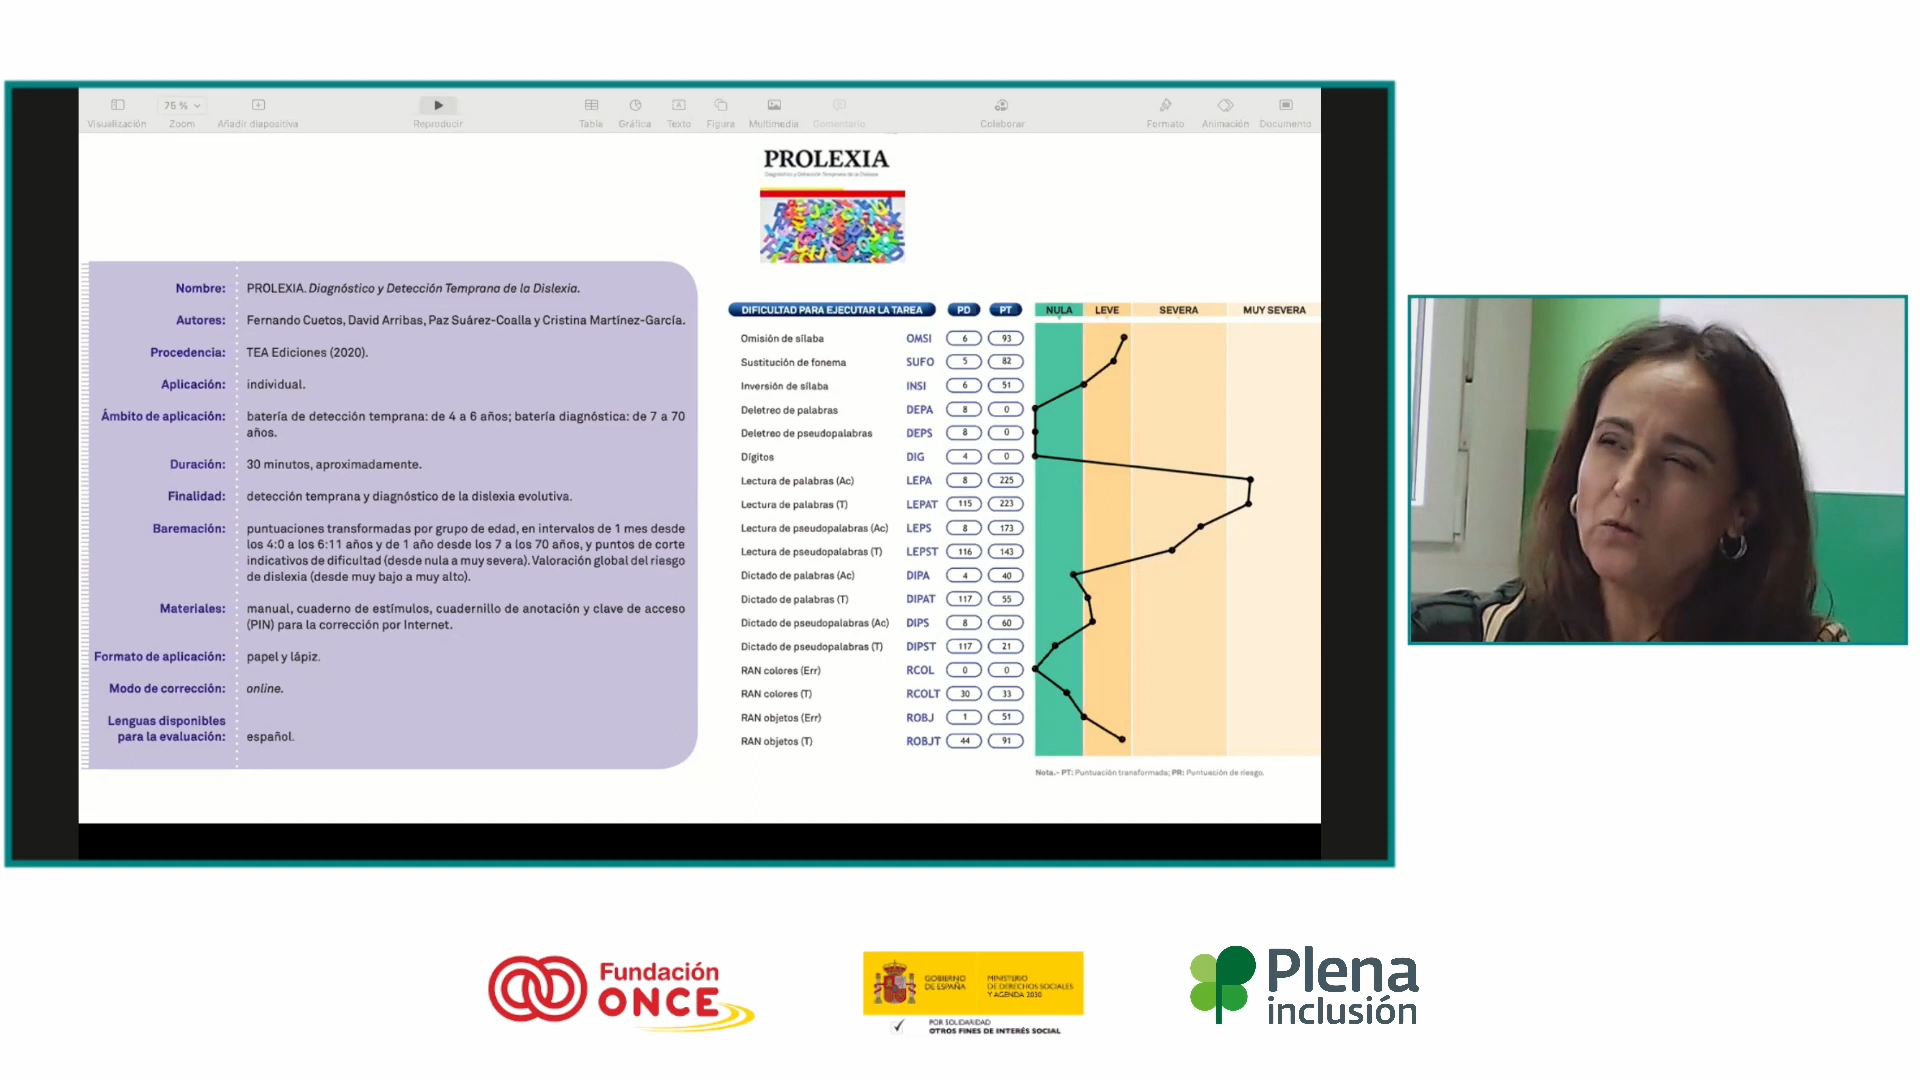 75 %
Visualización
Zoom
Añadir diapositiva
Reproducir
Tabla
Gráfica
Texto
Figura
Multimedia
Comentario
Colaborar
Formato
Animación
Documento
PROLEXIA
Diagnóstico y Detección Temprana de la Dislexia
Nombre: PROLEXIA. Diagnóstico y Detección Temprana de la Dislexia.
Autores: Fernando Cuetos, David Arribas, Paz Suárez-Coalla y Cristina Martínez-García.
Procedencia: TEA Ediciones (2020).
Aplicación: individual.
Ámbito de aplicación: batería de detección temprana: de 4 a 6 años; batería diagnóstica: de 7 a 70
años.
Duración: 30 minutos, aproximadamente.
Finalidad: detección temprana y diagnóstico de la dislexia evolutiva.
Baremación: puntuaciones transformadas por grupo de edad, en intervalos de 1 mes desde
los 4:0 a los 6:11 años y de 1 año desde los 7 a los 70 años, y puntos de corte
indicativos de dificultad (desde nula a muy severa). Valoración global del riesgo
de dislexia (desde muy bajo a muy alto).
Materiales: manual, cuaderno de estímulos, cuadernillo de anotación y clave de acceso
(PIN) para la corrección por Internet.
Formato de aplicación: papel y lápiz.
Modo de corrección: online.
Lenguas disponibles
para la evaluación: español.
DIFICULTAD PARA EJECUTAR LA TAREA PD PT NULA LEVE SEVERA MUY SEVERA
Omisión de sílaba OMSI 6 93
Sustitución de fonema SUFO 5 82
Inversión de sílaba INSI 6 51
Deletreo de palabras DEPA 8 0
Deletreo de pseudopalabras DEPS 8 0
Dígitos DIG 4 0
Lectura de palabras (Ac) LEPA 8 225
Lectura de palabras (T) LEPAT 115 223
Lectura de pseudopalabras (Ac) LEPS 8 173
Lectura de pseudopalabras (T) LEPST 116 143
Dictado de palabras (Ac) DIPA 4 40
Dictado de palabras (T) DIPAT 117 55
Dictado de pseudopalabras (Ac) DIPS 8 60
Dictado de pseudopalabras (T) DIPST 117 21
RAN colores (Err) RCOL 0 0
RAN colores (T) RCOLT 30 33
RAN objetos (Err) ROBJ 1 51
RAN objetos (T) ROBJT 44 91
Nota.- PT: Puntuación transformada; PR: Puntuación de riesgo.
Fundación
ONCE
GOBIERNO
DE ESPAÑA
MINISTERIO
DE DERECHOS SOCIALES
Y AGENDA 2030
POR SOLIDARIDAD
OTROS FINES DE INTERÉS SOCIAL
Plena
inclusión